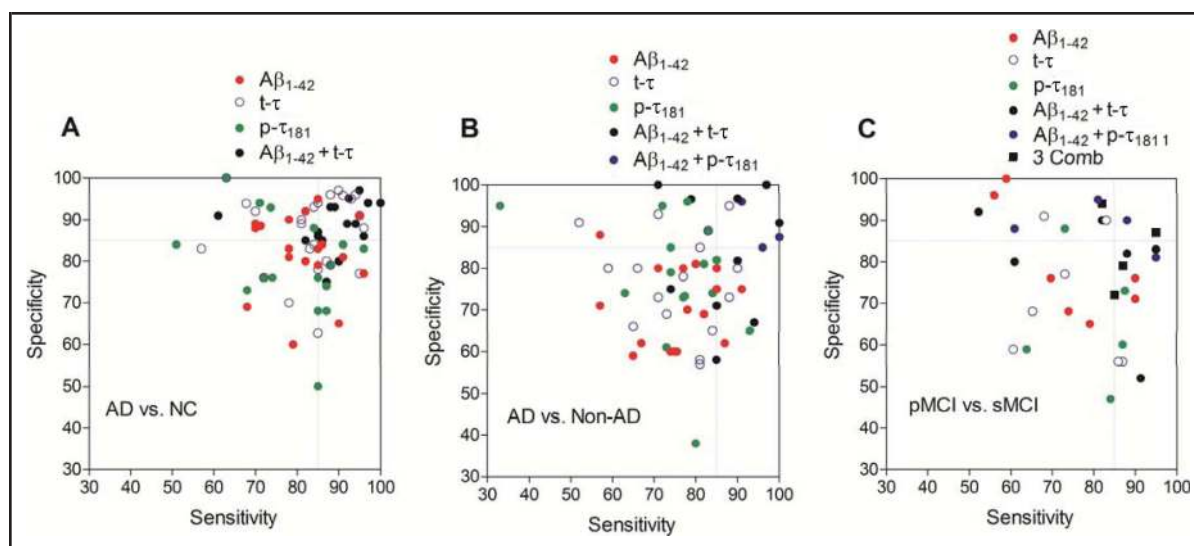 A
Aβ1-42
t-τ
p-τ181
Aβ1-42 + t-τ
Specificity
100
90
80
70
60
50
40
30
AD vs. NC
30 40 50 60 70 80 90 100
Sensitivity
B
Aβ1-42
t-τ
p-τ181
Aβ1-42 + t-τ
Aβ1-42 + p-τ181
Specificity
100
90
80
70
60
50
40
30
AD vs. Non-AD
30 40 50 60 70 80 90 100
Sensitivity
C
Aβ1-42
t-τ
p-τ181
Aβ1-42 + t-τ
Aβ1-42 + p-τ181 1
3 Comb
Specificity
100
90
80
70
60
50
40
30
pMCI vs. sMCI
30 40 50 60 70 80 90 100
Sensitivity